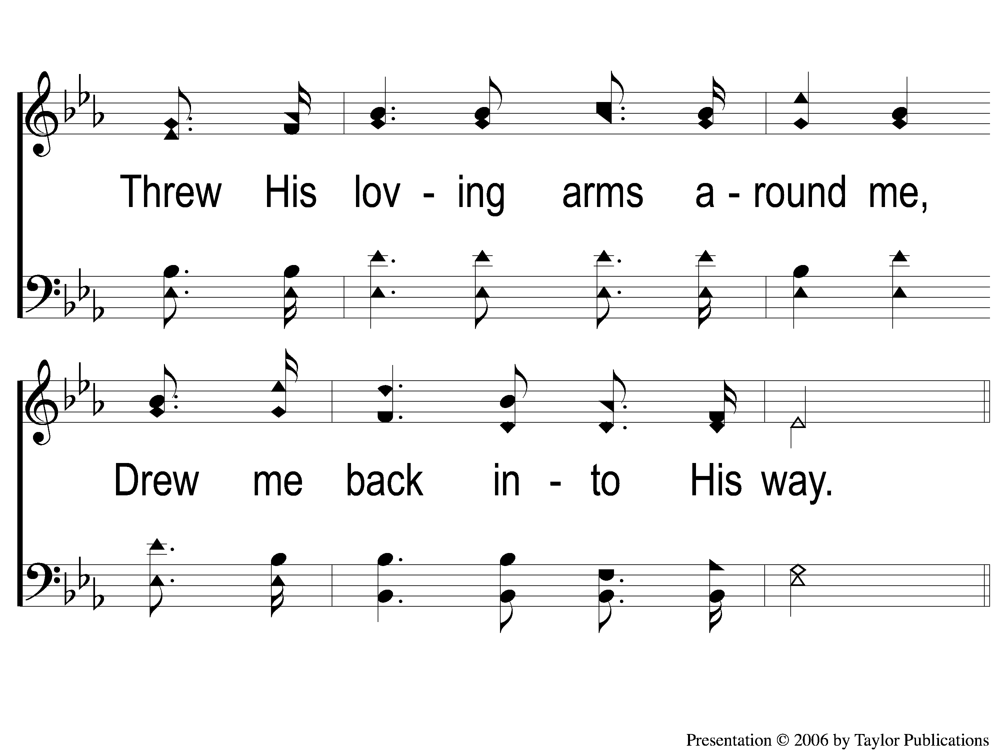 Threw His lov - ing arms a - round me,
Drew me back in - to His way.
Presentation © 2006 by Taylor Publications